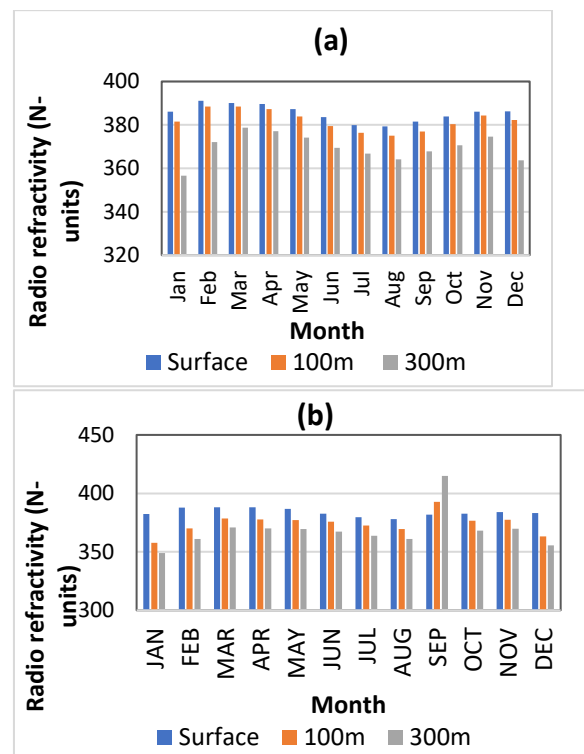 (a)
Radio refractivity (N-
units)
400
380
360
340
320
Jan Feb Mar Apr May Jun Jul Aug Sep Oct Nov Dec
Month
Surface 100m 300m
(b)
Radio refractivity (N-
units)
450
400
350
300
JAN FEB MAR APR MAY JUN JUL AUG SEP OCT NOV DEC
Month
Surface 100m 300m